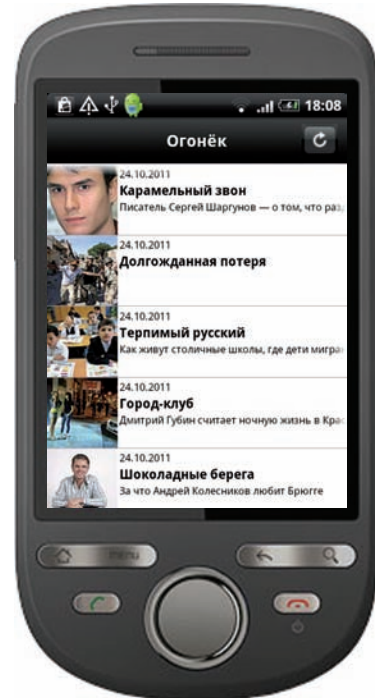 18:08
Огонёк
24.10.2011
Карамельный звон
Писатель Сергей Шаргунов — о том, что раз
24.10.2011
Долгожданная потеря
24.10.2011
Терпимый русский
Как живут столичные школы, где дети мигра
24.10.2011
Город-клуб
Дмитрий Губин считает ночную жизнь в Крас
24.10.2011
Шоколадные берега
За что Андрей Колесников любит Брюгге
menu